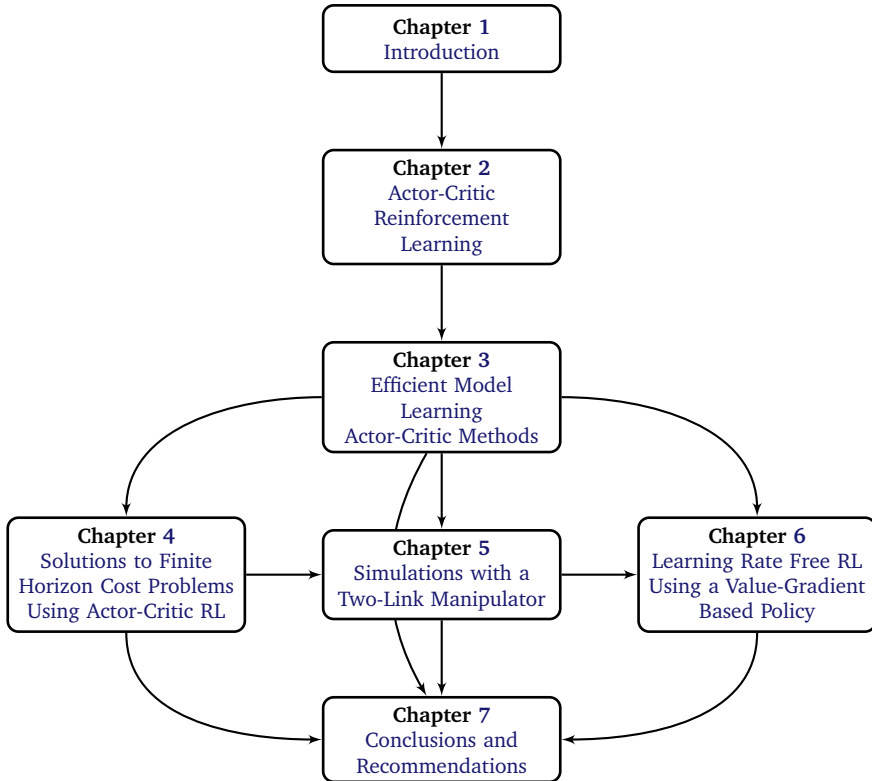 Chapter 1
Introduction
Chapter 2
Actor-Critic
Reinforcement
Learning
Chapter 3
Efficient Model
Learning
Actor-Critic Methods
Chapter 4
Solutions to Finite
Horizon Cost Problems
Using Actor-Critic RL
Chapter 5
Simulations with a
Two-Link Manipulator
Chapter 6
Learning Rate Free RL
Using a Value-Gradient
Based Policy
Chapter 7
Conclusions and
Recommendations